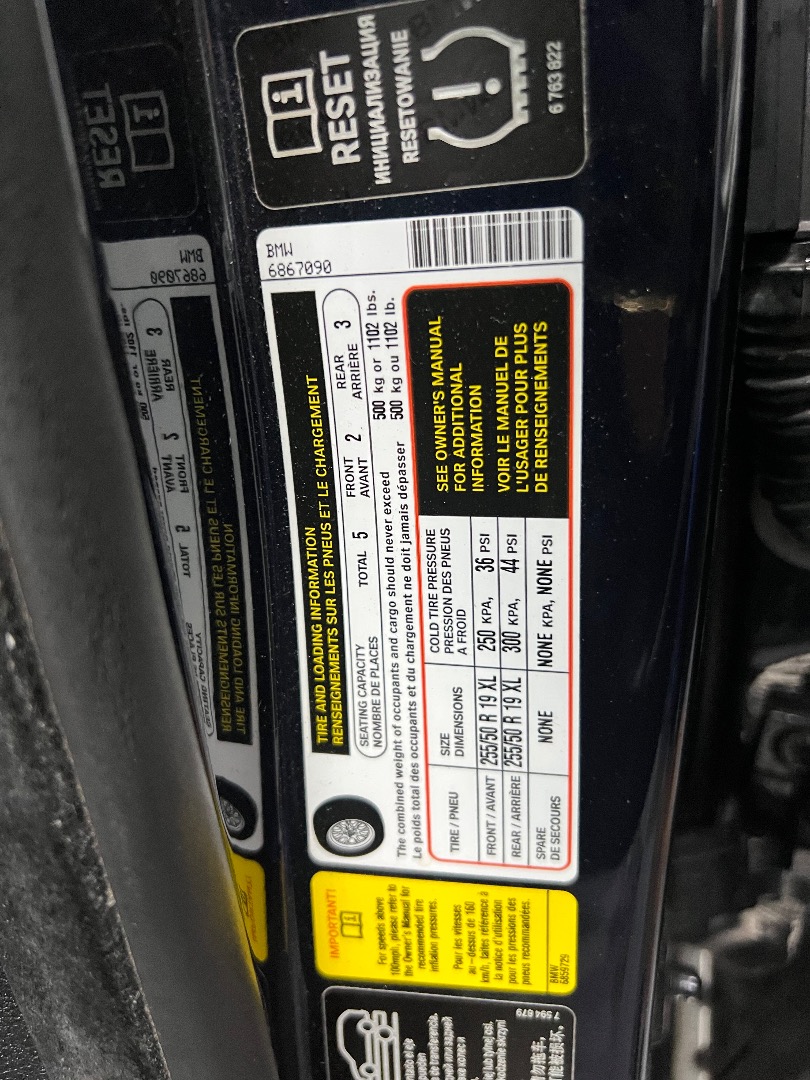 RESET
ИНИЦИАЛИЗАЦИЯ
RESETOWANIE
6 763 822
BMW
6867090
TIRE AND LOADING INFORMATION
RENSEIGNEMENTS SUR LES PNEUS ET LE CHARGEMENT
SEATING CAPACITY TOTAL 5 FRONT 2 REAR 3
NOMBRE DE PLACES AVANT ARRIÈRE
The combined weight of occupants and cargo should never exceed 500 kg or 1102 lbs.
Le poids total des occupants et du chargement ne doit jamais dépasser 500 kg ou 1102 lb.
TIRE / PNEU
SIZE
DIMENSIONS
COLD TIRE PRESSURE
PRESSION DES PNEUS
A FROID
FRONT / AVANT 255/50 R 19 XL 250 KPA, 36 PSI
REAR / ARRIÈRE 255/50 R 19 XL 300 KPA, 44 PSI
SPARE
DE SECOURS
NONE NONE KPA, NONE PSI
SEE OWNER'S MANUAL
FOR ADDITIONAL
INFORMATION
VOIR LE MANUEL DE
L'USAGER POUR PLUS
DE RENSEIGNEMENTS
IMPORTANT!
For speeds above
100mph, please refer to
the Owner's Manual for
recommended tire
inflation pressures.
Pour les vitesses
au-dessus de 160
km/h, faites référence à
la notice d'utilisation
pour les pressions des
pneus recommandées.
BMW
6859729
7 594 679
de transferencia.